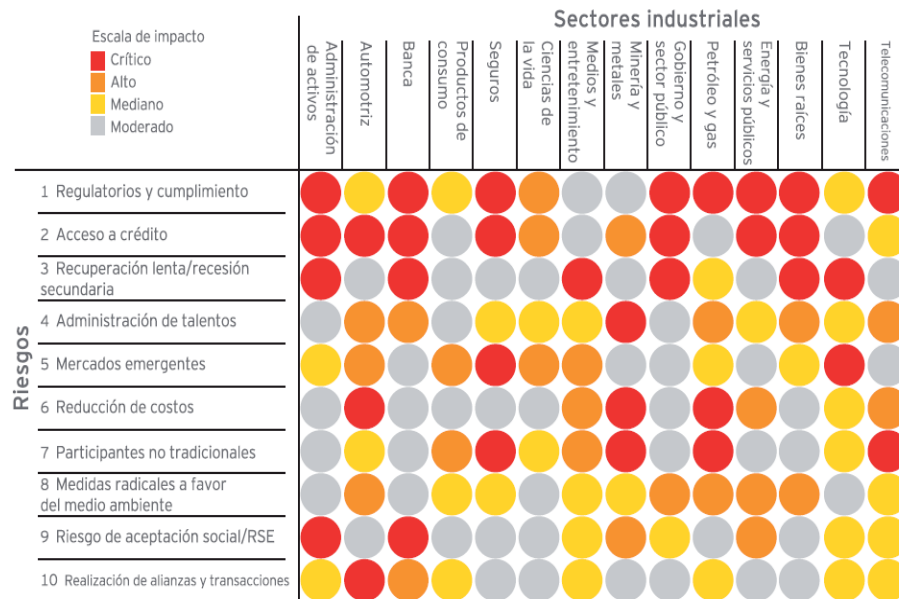 Sectores industriales
Escala de impacto
Crítico
Alto
Mediano
Moderado
Administración
de activos
Automotriz
Banca
Productos de
consumo
Seguros
Ciencias de
la vida
Medios y
entretenimiento
Minería y
metales
Gobierno y
sector público
Petróleo y gas
Energía y
servicios públicos
Bienes raíces
Tecnología
Telecomunicaciones
Riesgos
1 Regulatorios y cumplimiento
2 Acceso a crédito
3 Recuperación lenta/recesión
secundaria
4 Administración de talentos
5 Mercados emergentes
6 Reducción de costos
7 Participantes no tradicionales
8 Medidas radicales a favor
del medio ambiente
9 Riesgo de aceptación social/RSE
10 Realización de alianzas y transacciones